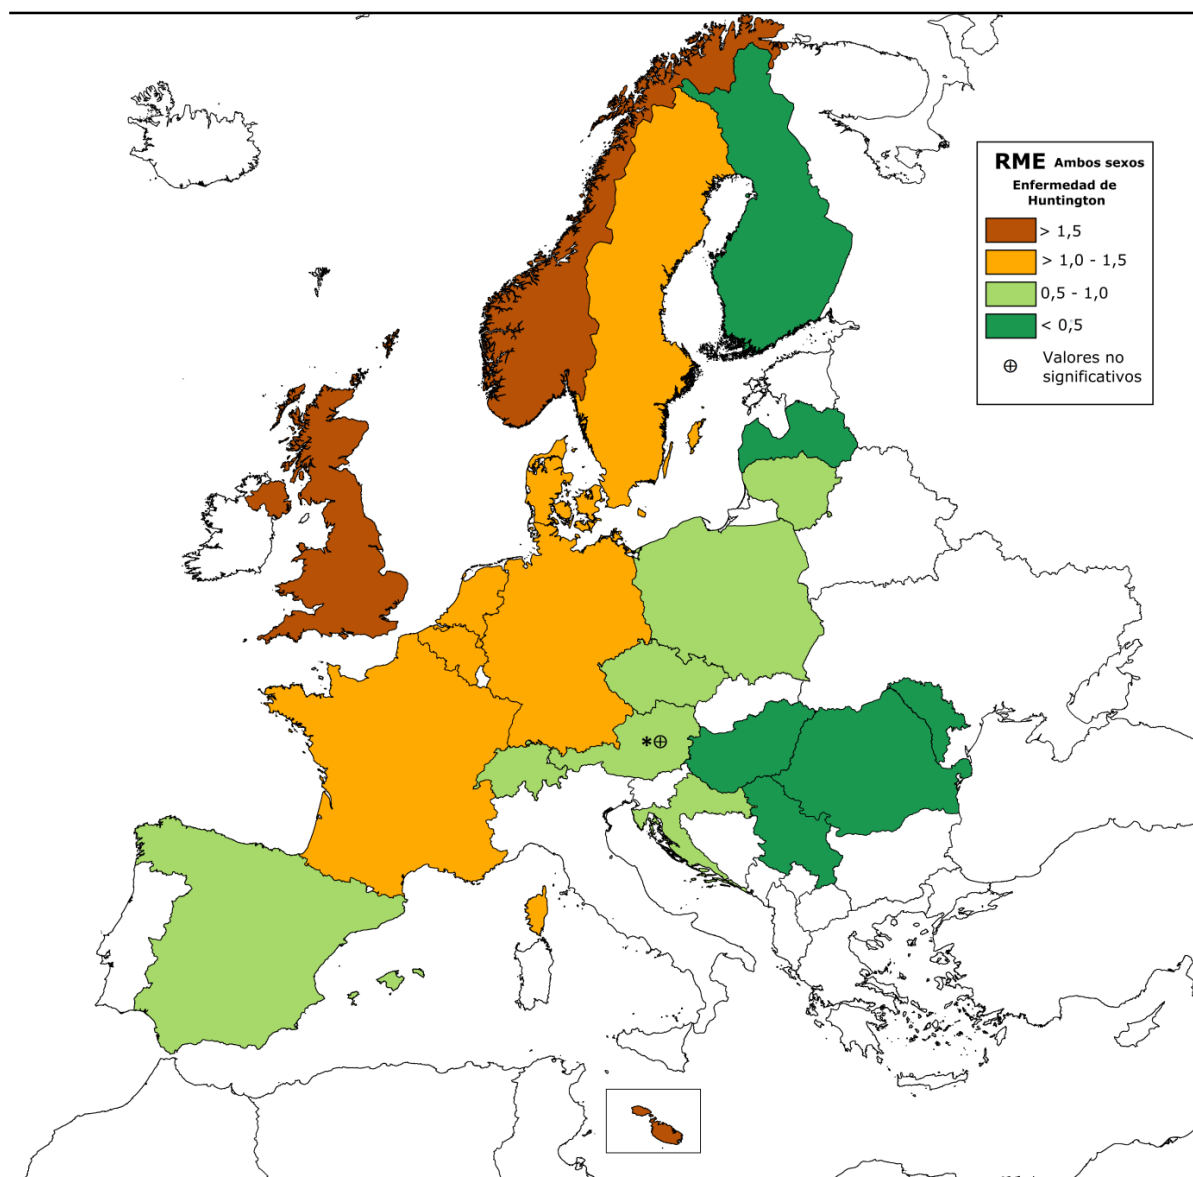 RME Ambos sexos
Enfermedad de
Huntington
> 1,5
> 1,0 - 1,5
0,5 - 1,0
< 0,5
⊕ Valores no
significativos
*⊕